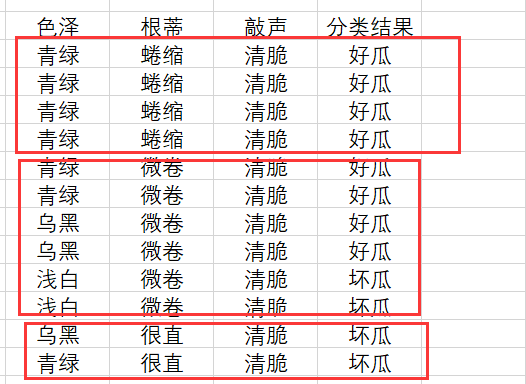 色泽 根蒂 敲声 分类结果
青绿 蜷缩 清脆 好瓜
青绿 蜷缩 清脆 好瓜
青绿 蜷缩 清脆 好瓜
青绿 蜷缩 清脆 好瓜
青绿 微卷 清脆 好瓜
青绿 微卷 清脆 好瓜
乌黑 微卷 清脆 好瓜
乌黑 微卷 清脆 好瓜
浅白 微卷 清脆 坏瓜
浅白 微卷 清脆 坏瓜
乌黑 很直 清脆 坏瓜
青绿 很直 清脆 坏瓜